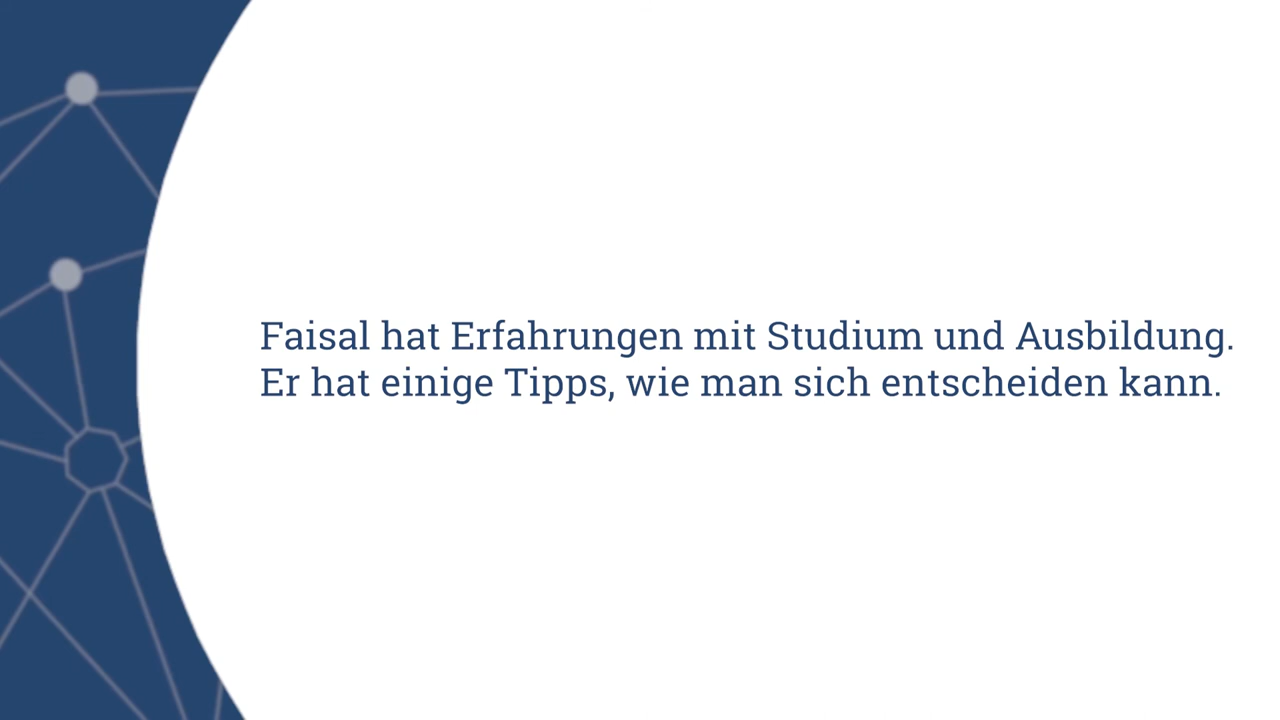 Faisal hat Erfahrungen mit Studium und Ausbildung.
Er hat einige Tipps, wie man sich entscheiden kann.